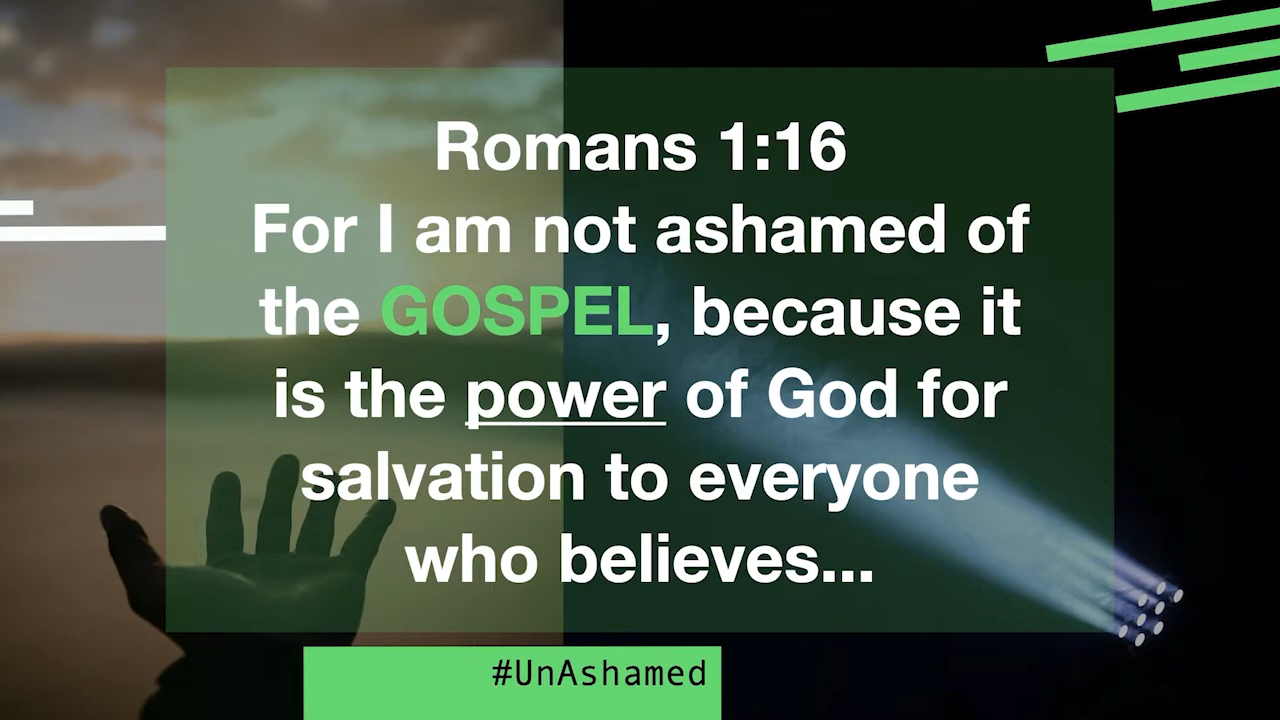 Romans 1:16
For I am not ashamed of
the GOSPEL, because it
is the power of God for
salvation to everyone
who believes...
#UnAshamed